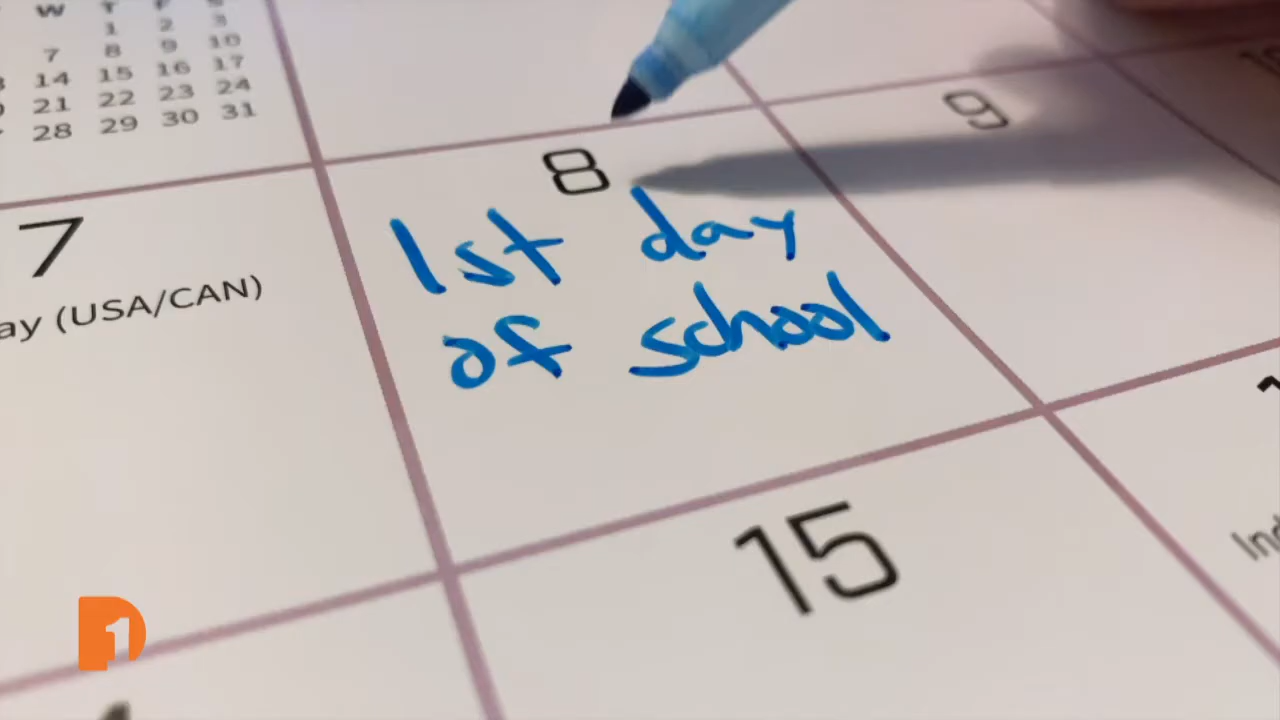 W T F S
1 2 3
7 8 9 10
14 15 16 17
21 22 23 24
28 29 30 31
7
ay (USA/CAN)
8
1st day
of school
9
15
1